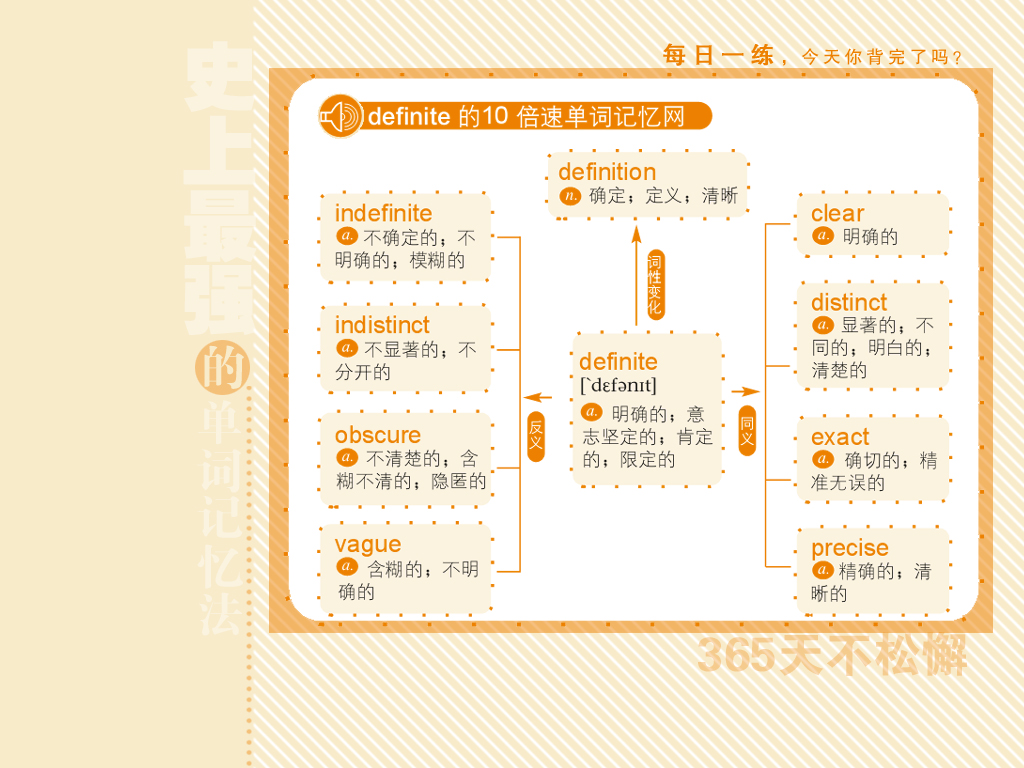 每日一练，今天你背完了吗？
史上最强的单词记忆法
definite 的10 倍速单词记忆网
definition
n. 确定；定义；清晰
indefinite
a. 不确定的；不
明确的；模糊的
indistinct
a. 不显著的；不
分开的
obscure
a. 不清楚的；含
糊不清的；隐匿的
vague
a. 含糊的；不明
确的
反义
词性变化
definite
[`dɛfənɪt]
a. 明确的；意
志坚定的；肯定
的；限定的
同义
clear
a. 明确的
distinct
a. 显著的；不
同的；明白的；
清楚的
exact
a. 确切的；精
准无误的
precise
a. 精确的；清
晰的
365天不松懈